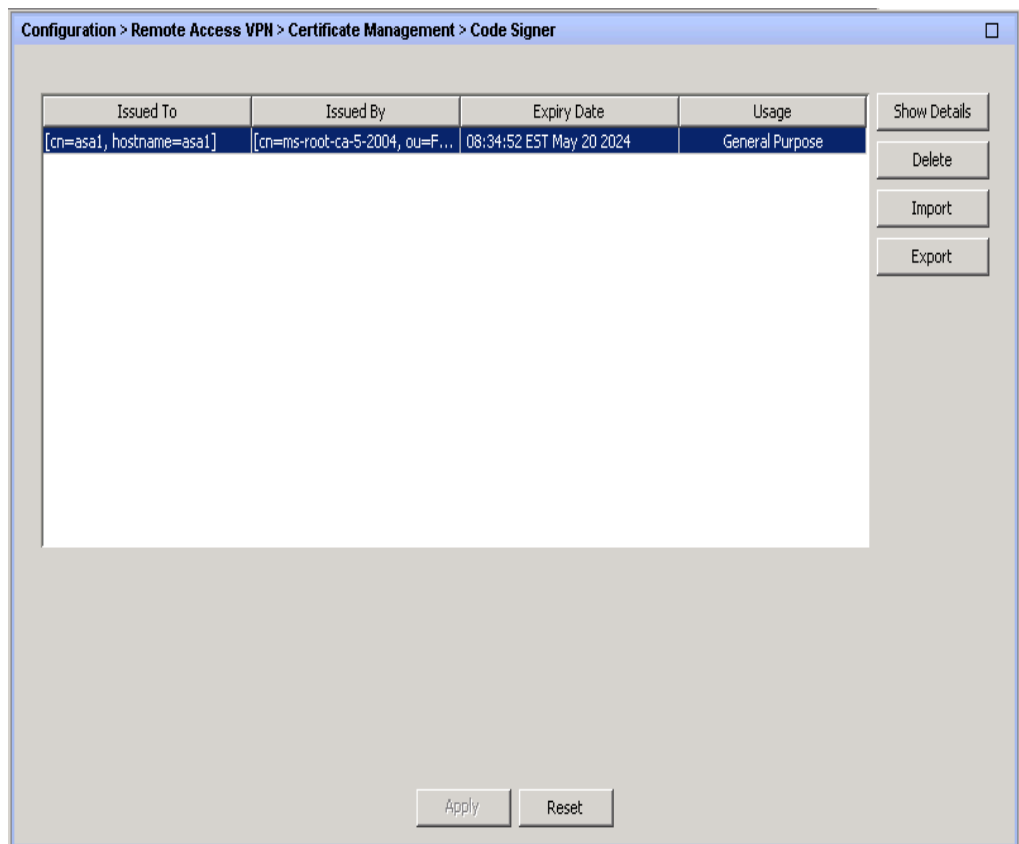 Configuration > Remote Access VPN > Certificate Management > Code Signer
Issued To Issued By Expiry Date Usage Show Details
[cn=asa1, hostname=asa1] [cn=ms-root-ca-5-2004, ou=F... 08:34:52 EST May 20 2024 General Purpose
Delete
Import
Export
Apply Reset